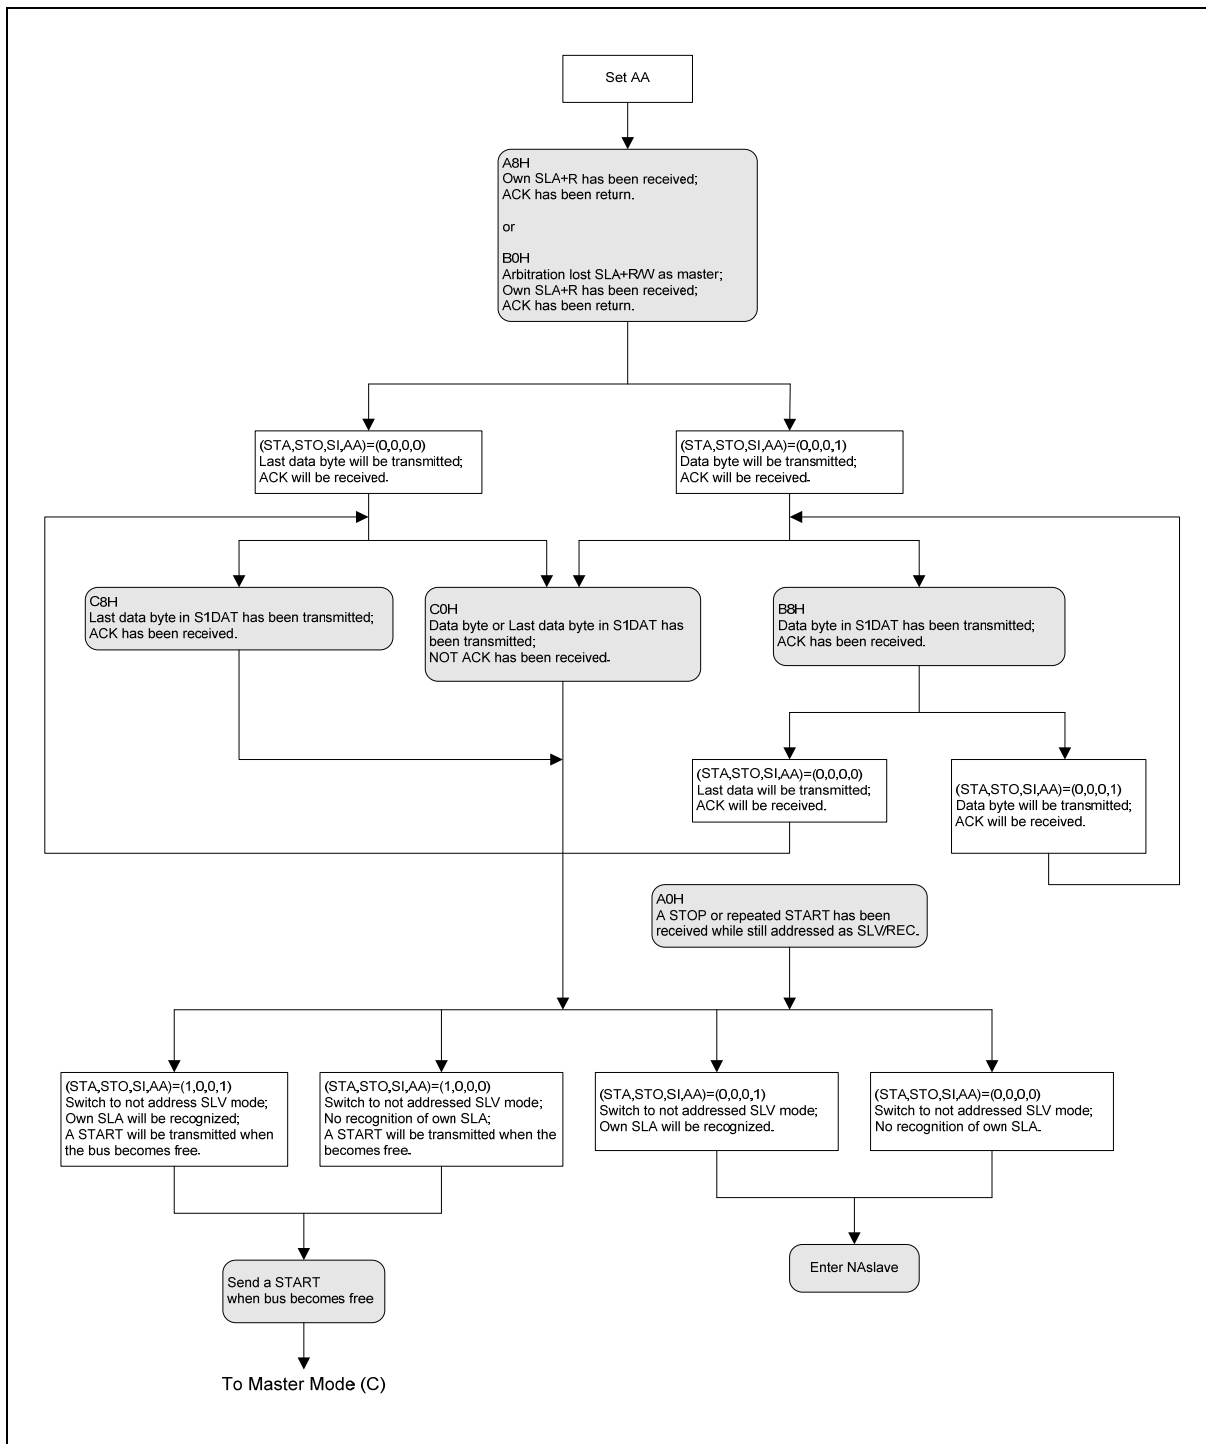 Set AA
A8H
Own SLA+R has been received;
ACK has been return.
or
B0H
Arbitration lost SLA+R/W as master;
Own SLA+R has been received;
ACK has been return.
(STA,STO,SI,AA)=(0,0,0,0)
Last data byte will be transmitted;
ACK will be received.
(STA,STO,SI,AA)=(0,0,0,1)
Data byte will be transmitted;
ACK will be received.
C8H
Last data byte in S1DAT has been transmitted;
ACK has been received.
C0H
Data byte or Last data byte in S1DAT has
been transmitted;
NOT ACK has been received.
B8H
Data byte in S1DAT has been transmitted;
ACK has been received.
(STA,STO,SI,AA)=(0,0,0,0)
Last data will be transmitted;
ACK will be received.
(STA,STO,SI,AA)=(0,0,0,1)
Data byte will be transmitted;
ACK will be received.
A0H
A STOP or repeated START has been
received while still addressed as SLV/REC.
(STA,STO,SI,AA)=(1,0,0,1)
Switch to not address SLV mode;
Own SLA will be recognized;
A START will be transmitted when
the bus becomes free.
(STA,STO,SI,AA)=(1,0,0,0)
Switch to not addressed SLV mode;
No recognition of own SLA;
A START will be transmitted when the
becomes free.
(STA,STO,SI,AA)=(0,0,0,1)
Switch to not addressed SLV mode;
Own SLA will be recognized.
(STA,STO,SI,AA)=(0,0,0,0)
Switch to not addressed SLV mode;
No recognition of own SLA.
Send a START
when bus becomes free
Enter NAslave
To Master Mode (C)